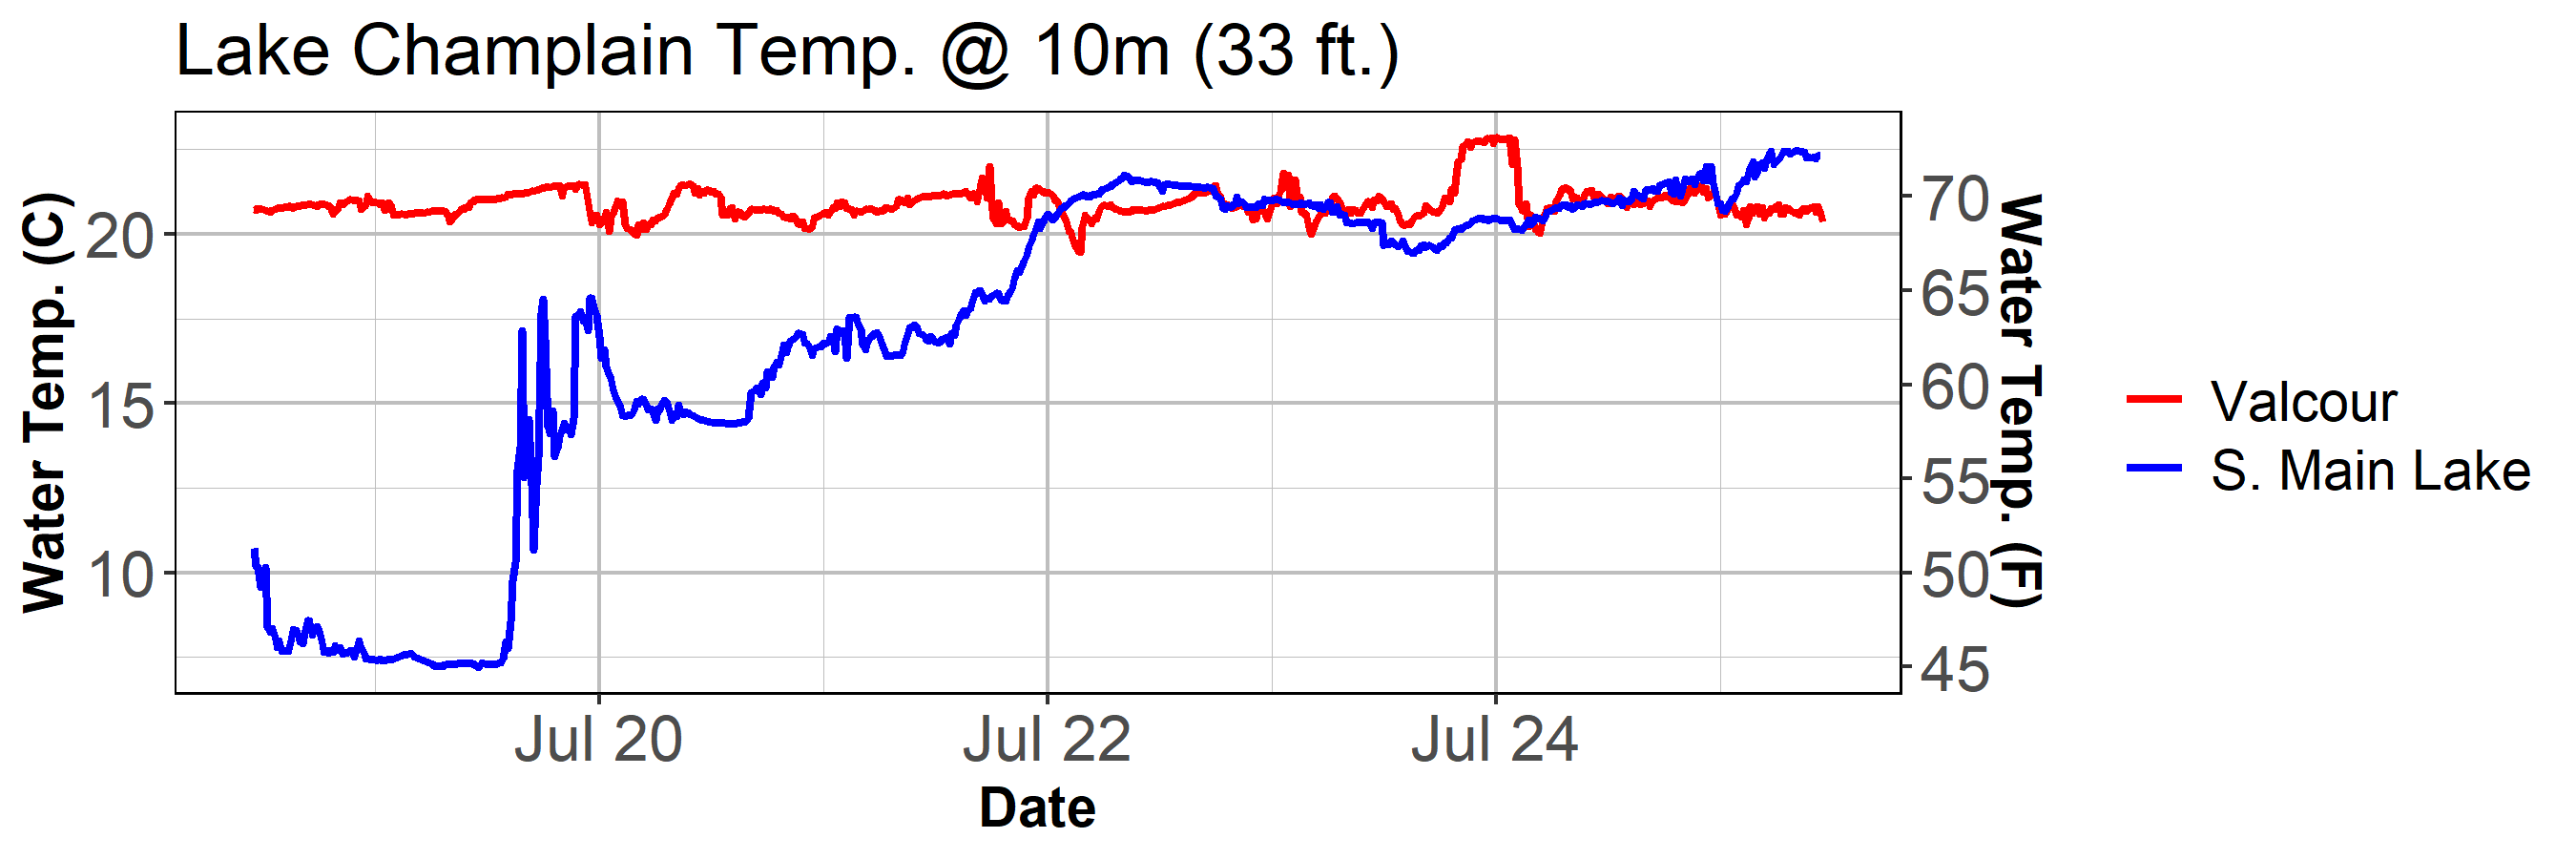 Lake Champlain Temp. @ 10m (33 ft.)
Water Temp. (C)
20
15
10
70
65
60
55
50
45
Water Temp. (F)
Jul 20
Jul 22
Jul 24
Date
Valcour
S. Main Lake